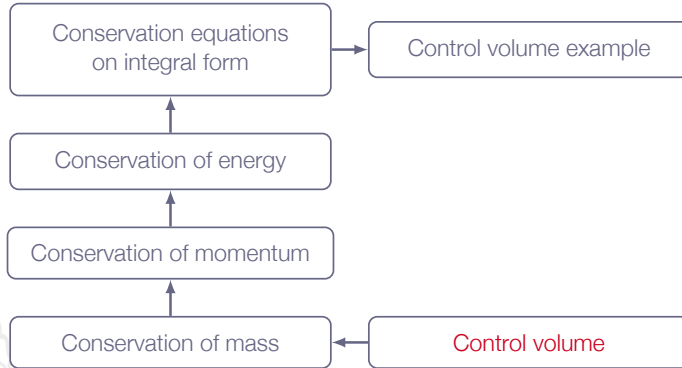 Conservation equations
on integral form
Control volume example
Conservation of energy
Conservation of momentum
Conservation of mass
Control volume